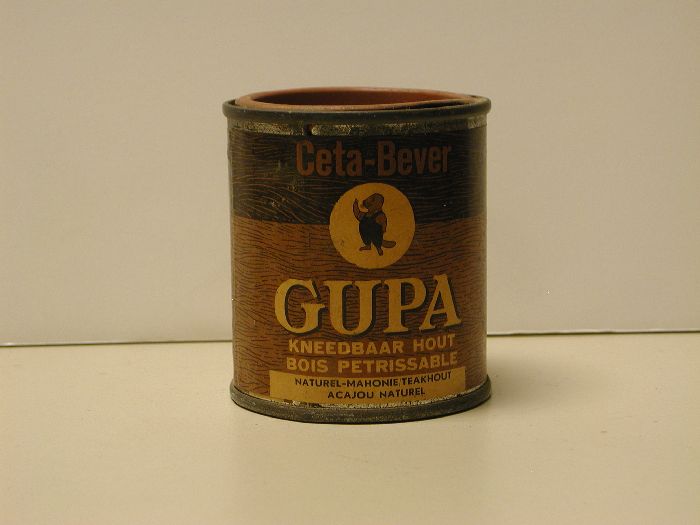 Ceta-Bever
GUPA
KNEEDBAAR HOUT
BOIS PETRISSABLE
NATUREL-MAHONIE/TEAKHOUT
ACAJOU NATUREL